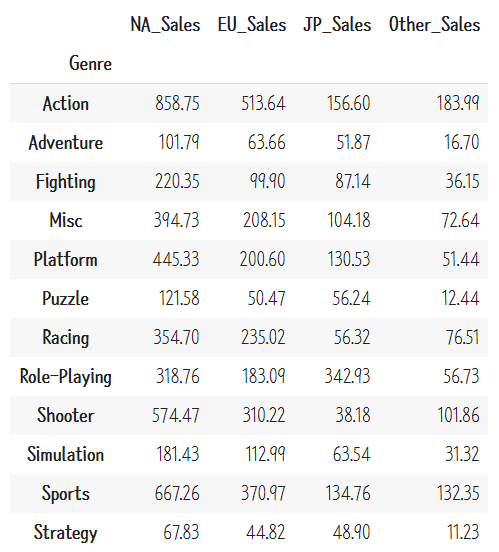 NA_Sales EU_Sales JP_Sales Other_Sales
Genre
Action 858.75 513.64 156.60 183.99
Adventure 101.79 63.66 51.87 16.70
Fighting 220.35 99.90 87.14 36.15
Misc 394.73 208.15 104.18 72.64
Platform 445.33 200.60 130.53 51.44
Puzzle 121.58 50.47 56.24 12.44
Racing 354.70 235.02 56.32 76.51
Role-Playing 318.76 183.09 342.93 56.73
Shooter 574.47 310.22 38.18 101.86
Simulation 181.43 112.99 63.54 31.32
Sports 667.26 370.97 134.76 132.35
Strategy 67.83 44.82 48.90 11.23